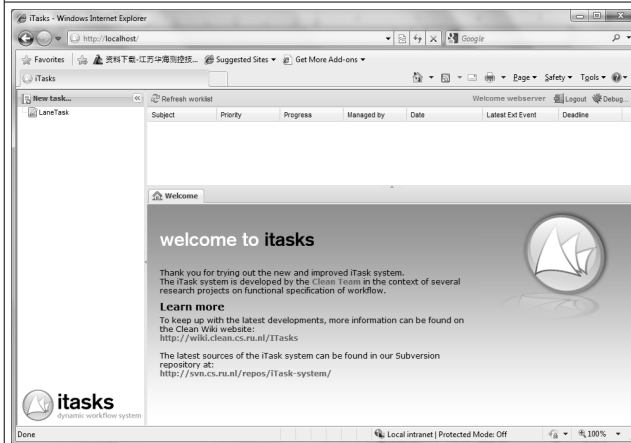 iTasks - Windows Internet Explorer
http://localhost/
Google
Favorites 资料下载-江苏华海测控技... Suggested Sites Get More Add-ons
iTasks
Page Safety Tools
New task... Refresh worklist Welcome webserver Logout Debug...
LaneTask
Subject Priority Progress Managed by Date Latest Ext Event Deadline
Welcome
welcome to itasks
Thank you for trying out the new and improved iTask system.
The iTask system is developed by the Clean Team in the context of several
research projects on functional specification of workflow.
Learn more
To keep up with the latest developments, more information can be found on
the Clean Wiki website:
http://wiki.clean.cs.ru.nl/ITasks
The latest sources of the iTask system can be found in our Subversion
repository at:
http://svn.cs.ru.nl/repos/iTask-system/
itasks
dynamic workflow system
Done Local intranet | Protected Mode: Off 100%